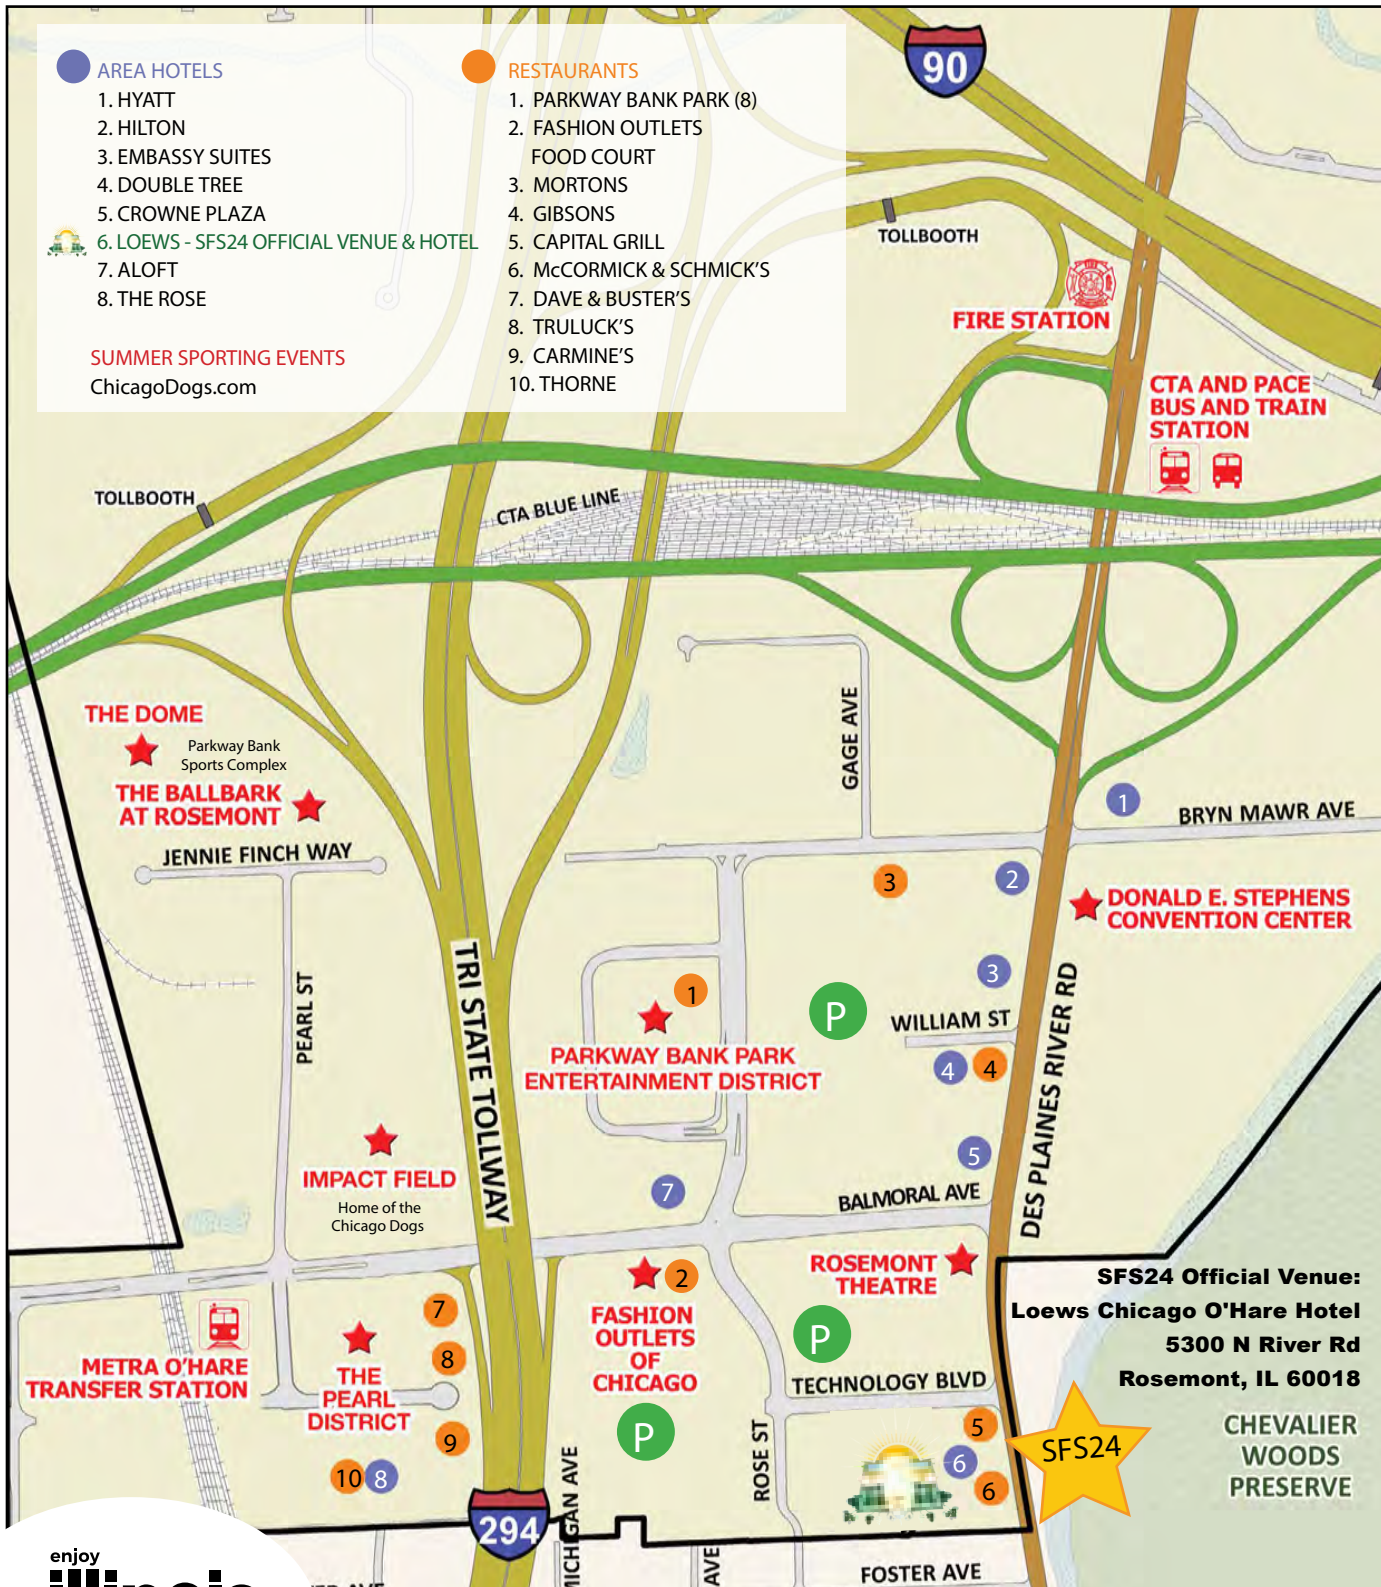 AREA HOTELS
1. HYATT
2. HILTON
3. EMBASSY SUITES
4. DOUBLE TREE
5. CROWNE PLAZA
6. LOEWS - SFS24 OFFICIAL VENUE & HOTEL
7. ALOFT
8. THE ROSE
SUMMER SPORTING EVENTS
ChicagoDogs.com
RESTAURANTS
1. PARKWAY BANK PARK (8)
2. FASHION OUTLETS
FOOD COURT
3. MORTONS
4. GIBSONS
5. CAPITAL GRILL
6. McCORMICK & SCHMICK'S
7. DAVE & BUSTER'S
8. TRULUCK'S
9. CARMINE'S
10. THORNE
90
TOLLBOOTH
FIRE STATION
CTA AND PACE
BUS AND TRAIN
STATION
TOLLBOOTH
CTA BLUE LINE
THE DOME
Parkway Bank
Sports Complex
THE BALLBARK
AT ROSEMONT
JENNIE FINCH WAY
GAGE AVE
1
BRYN MAWR AVE
3
2
DONALD E. STEPHENS
CONVENTION CENTER
TRI STATE TOLLWAY
PEARL ST
1
3
P
WILLIAM ST
PARKWAY BANK PARK
ENTERTAINMENT DISTRICT
4
4
DES PLAINES RIVER RD
IMPACT FIELD
Home of the
Chicago Dogs
5
7
BALMORAL AVE
ROSEMONT
THEATRE
2
FASHION
OUTLETS
OF
CHICAGO
SFS24 Official Venue:
Loews Chicago O'Hare Hotel
5300 N River Rd
Rosemont, IL 60018
7
8
METRA O'HARE
TRANSFER STATION
THE
PEARL
DISTRICT
P
TECHNOLOGY BLVD
9
P
ROSE ST
5
6
6
SFS24
CHEVALIER
WOODS
PRESERVE
10
8
MICHIGAN AVE
294
AVE
FOSTER AVE
enjoy
AVE